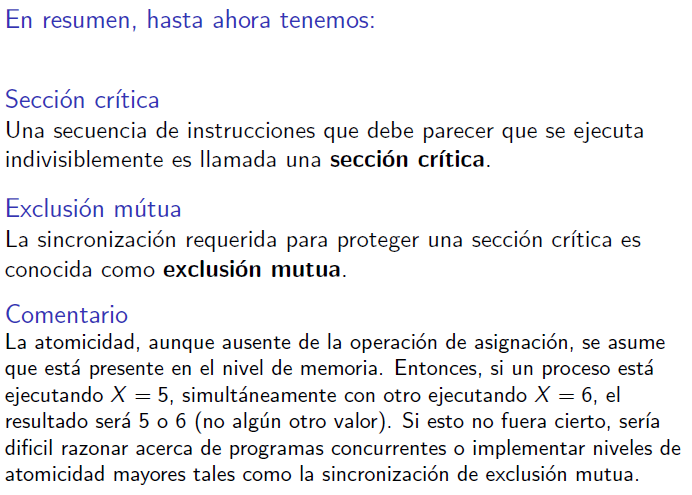 En resumen, hasta ahora tenemos:
Sección crítica
Una secuencia de instrucciones que debe parecer que se ejecuta
indivisiblemente es llamada una sección crítica.
Exclusión mútua
La sincronización requerida para proteger una sección crítica es
conocida como exclusión mutua.
Comentario
La atomicidad, aunque ausente de la operación de asignación, se asume
que está presente en el nivel de memoria. Entonces, si un proceso está
ejecutando X = 5, simultáneamente con otro ejecutando X = 6, el
resultado será 5 o 6 (no algún otro valor). Si esto no fuera cierto, sería
dificil razonar acerca de programas concurrentes o implementar niveles de
atomicidad mayores tales como la sincronización de exclusión mutua.